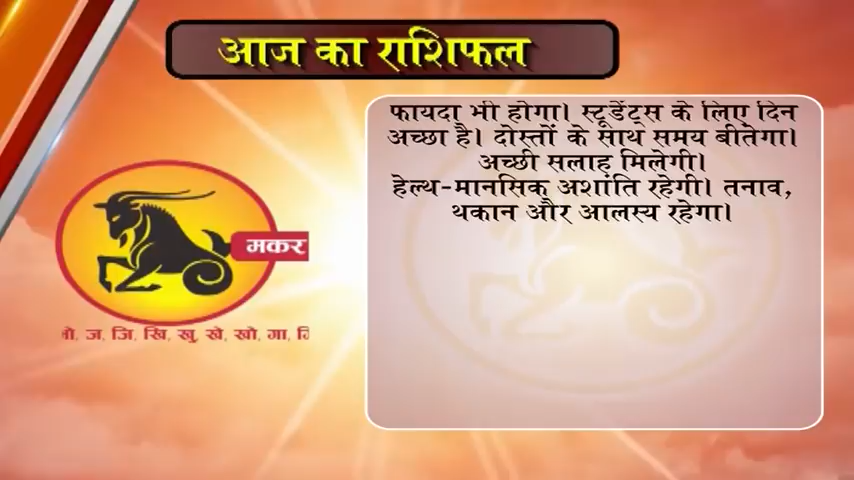 आज का राशिफल
फायदा भी होगा। स्टूडेंट्स के लिए दिन
अच्छा है। दोस्तों के साथ समय बीतेगा।
अच्छी सलाह मिलेगी।
हेल्थ-मानसिक अशांति रहेगी। तनाव,
थकान और आलस्य रहेगा।
मकर
ज, जि, खि, खु, खे, खो, गा,